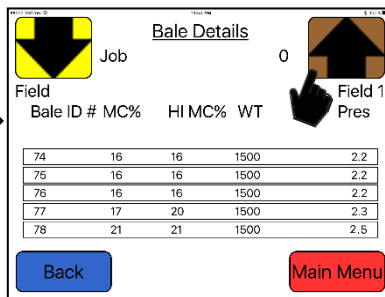 Bale Details
Job 0
Field Field 1
Bale ID # MC% HI MC% WT Pres
74 16 16 1500 2.2
75 16 16 1500 2.2
76 16 16 1500 2.2
77 17 20 1500 2.3
78 21 21 1500 2.5
Back Main Menu